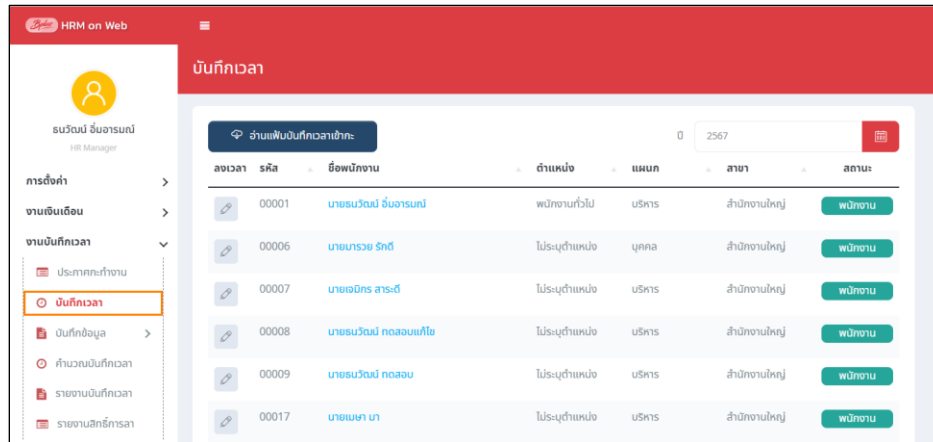 Bplus HRM on Web
บันทึกเวลา
ธนวัฒน์ อิ่มอารมณ์
HR Manager
การตั้งค่า
งานเงินเดือน
งานบันทึกเวลา
ประกาศกะทำงาน
บันทึกเวลา
บันทึกข้อมูล
คำนวณบันทึกเวลา
รายงานบันทึกเวลา
รายงานสิทธิ์การลา
อ่านแฟ้มบันทึกเวลาเข้ากะ
ปี 2567
ลงเวลา รหัส ชื่อพนักงาน ตำแหน่ง แผนก สาขา สถานะ
00001 นายธนวัฒน์ อิ่มอารมณ์ พนักงานทั่วไป บริหาร สำนักงานใหญ่ พนักงาน
00006 นายมารวย รักดี ไม่ระบุตำแหน่ง บุคคล สำนักงานใหญ่ พนักงาน
00007 นายเจมิกร สาระดี ไม่ระบุตำแหน่ง บริหาร สำนักงานใหญ่ พนักงาน
00008 นายธนวัฒน์ ทดสอบแก้ไข ไม่ระบุตำแหน่ง บริหาร สำนักงานใหญ่ พนักงาน
00009 นายธนวัฒน์ ทดสอบ ไม่ระบุตำแหน่ง บริหาร สำนักงานใหญ่ พนักงาน
00017 นายเมษา มา ไม่ระบุตำแหน่ง บริหาร สำนักงานใหญ่ พนักงาน